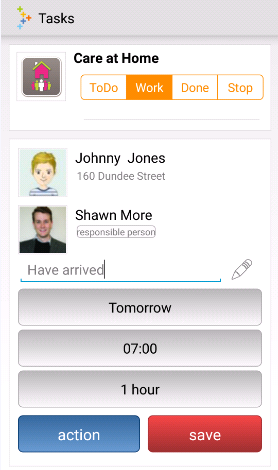 Tasks
Care at Home
ToDo Work Done Stop
Johnny Jones
160 Dundee Street
Shawn More
responsible person
Have arrived
Tomorrow
07:00
1 hour
action save